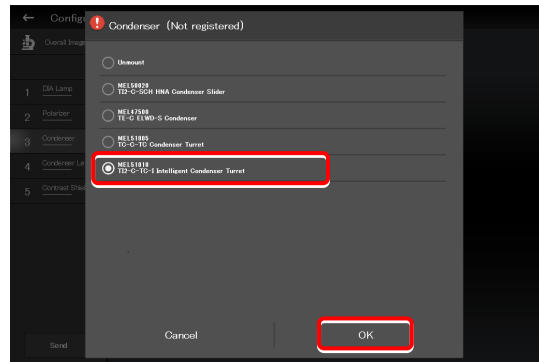 ← Config
Condenser (Not registered)
Overall Image
Unmount
MEL50020
TI2-C-SCH HNA Condenser Slider
1 DIA Lamp
MEL47500
TE-C ELWD-S Condenser
2 Polarizer
MEL51005
TC-C-TC Condenser Turret
3 Condenser
MEL51010
TI2-C-TC-I Intelligent Condenser Turret
4 Condenser Le
5 Contrast Shie
Send
Cancel
OK